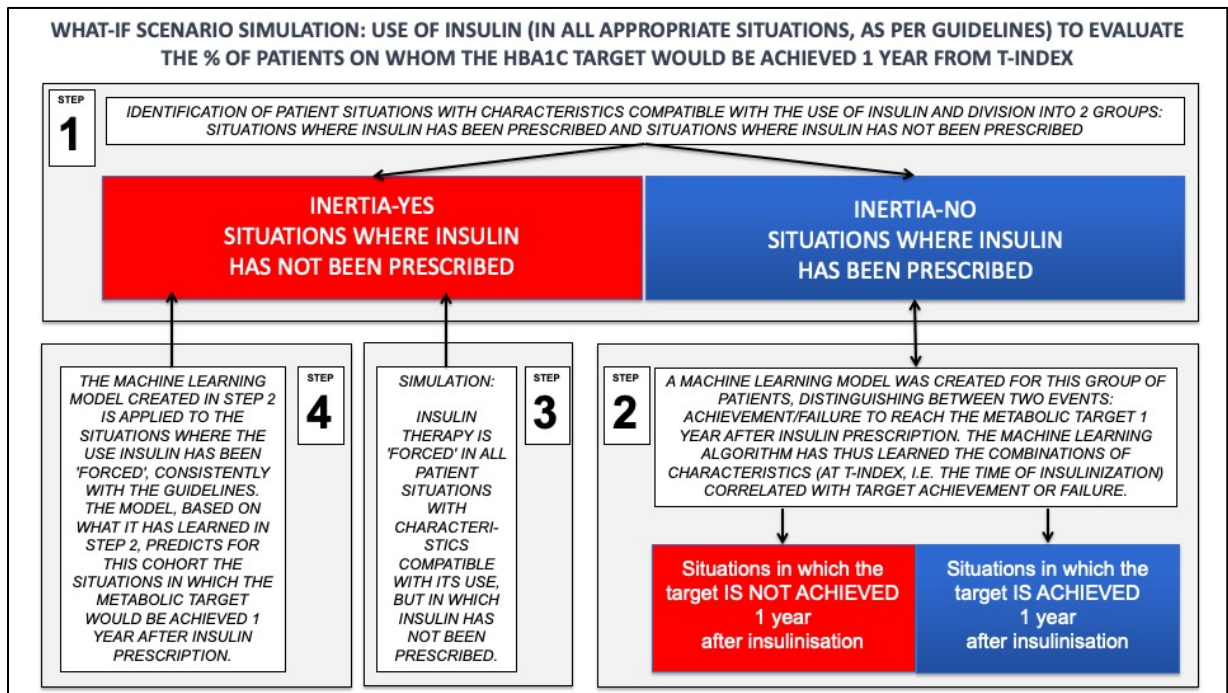 WHAT-IF SCENARIO SIMULATION: USE OF INSULIN (IN ALL APPROPRIATE SITUATIONS, AS PER GUIDELINES) TO EVALUATE
THE % OF PATIENTS ON WHOM THE HBA1C TARGET WOULD BE ACHIEVED 1 YEAR FROM T-INDEX
STEP
1
IDENTIFICATION OF PATIENT SITUATIONS WITH CHARACTERISTICS COMPATIBLE WITH THE USE OF INSULIN AND DIVISION INTO 2 GROUPS:
SITUATIONS WHERE INSULIN HAS BEEN PRESCRIBED AND SITUATIONS WHERE INSULIN HAS NOT BEEN PRESCRIBED
INERTIA-YES
SITUATIONS WHERE INSULIN
HAS NOT BEEN PRESCRIBED
INERTIA-NO
SITUATIONS WHERE INSULIN
HAS BEEN PRESCRIBED
THE MACHINE LEARNING
MODEL CREATED IN STEP 2
IS APPLIED TO THE
SITUATIONS WHERE THE
USE INSULIN HAS BEEN
'FORCED', CONSISTENTLY
WITH THE GUIDELINES.
THE MODEL, BASED ON
WHAT IT HAS LEARNED IN
STEP 2, PREDICTS FOR
THIS COHORT THE
SITUATIONS IN WHICH THE
METABOLIC TARGET
WOULD BE ACHIEVED 1
YEAR AFTER INSULIN
PRESCRIPTION.
STEP
4
SIMULATION:
INSULIN
THERAPY IS
'FORCED' IN ALL
PATIENT
SITUATIONS
WITH
CHARACTERI-
STICS
COMPATIBLE
WITH ITS USE,
BUT IN WHICH
INSULIN HAS
NOT BEEN
PRESCRIBED.
STEP
3
STEP
2
A MACHINE LEARNING MODEL WAS CREATED FOR THIS GROUP OF
PATIENTS, DISTINGUISHING BETWEEN TWO EVENTS:
ACHIEVEMENT/FAILURE TO REACH THE METABOLIC TARGET 1
YEAR AFTER INSULIN PRESCRIPTION. THE MACHINE LEARNING
ALGORITHM HAS THUS LEARNED THE COMBINATIONS OF
CHARACTERISTICS (AT T-INDEX, I.E. THE TIME OF INSULINIZATION)
CORRELATED WITH TARGET ACHIEVEMENT OR FAILURE.
Situations in which the
target IS NOT ACHIEVED
1 year
after insulinisation
Situations in which the
target IS ACHIEVED
1 year
after insulinisation